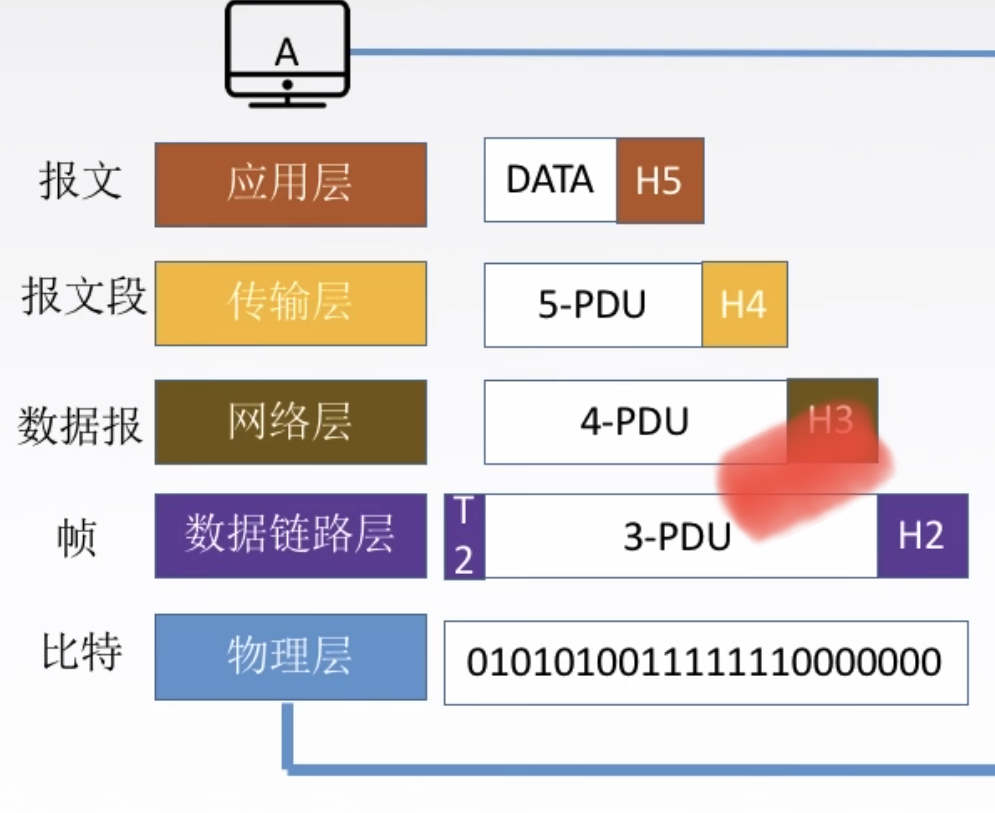 A
报文 应用层 DATA H5
报文段 传输层 5-PDU H4
数据报 网络层 4-PDU H3
帧 数据链路层 T2 3-PDU H2
比特 物理层 0101010011111110000000